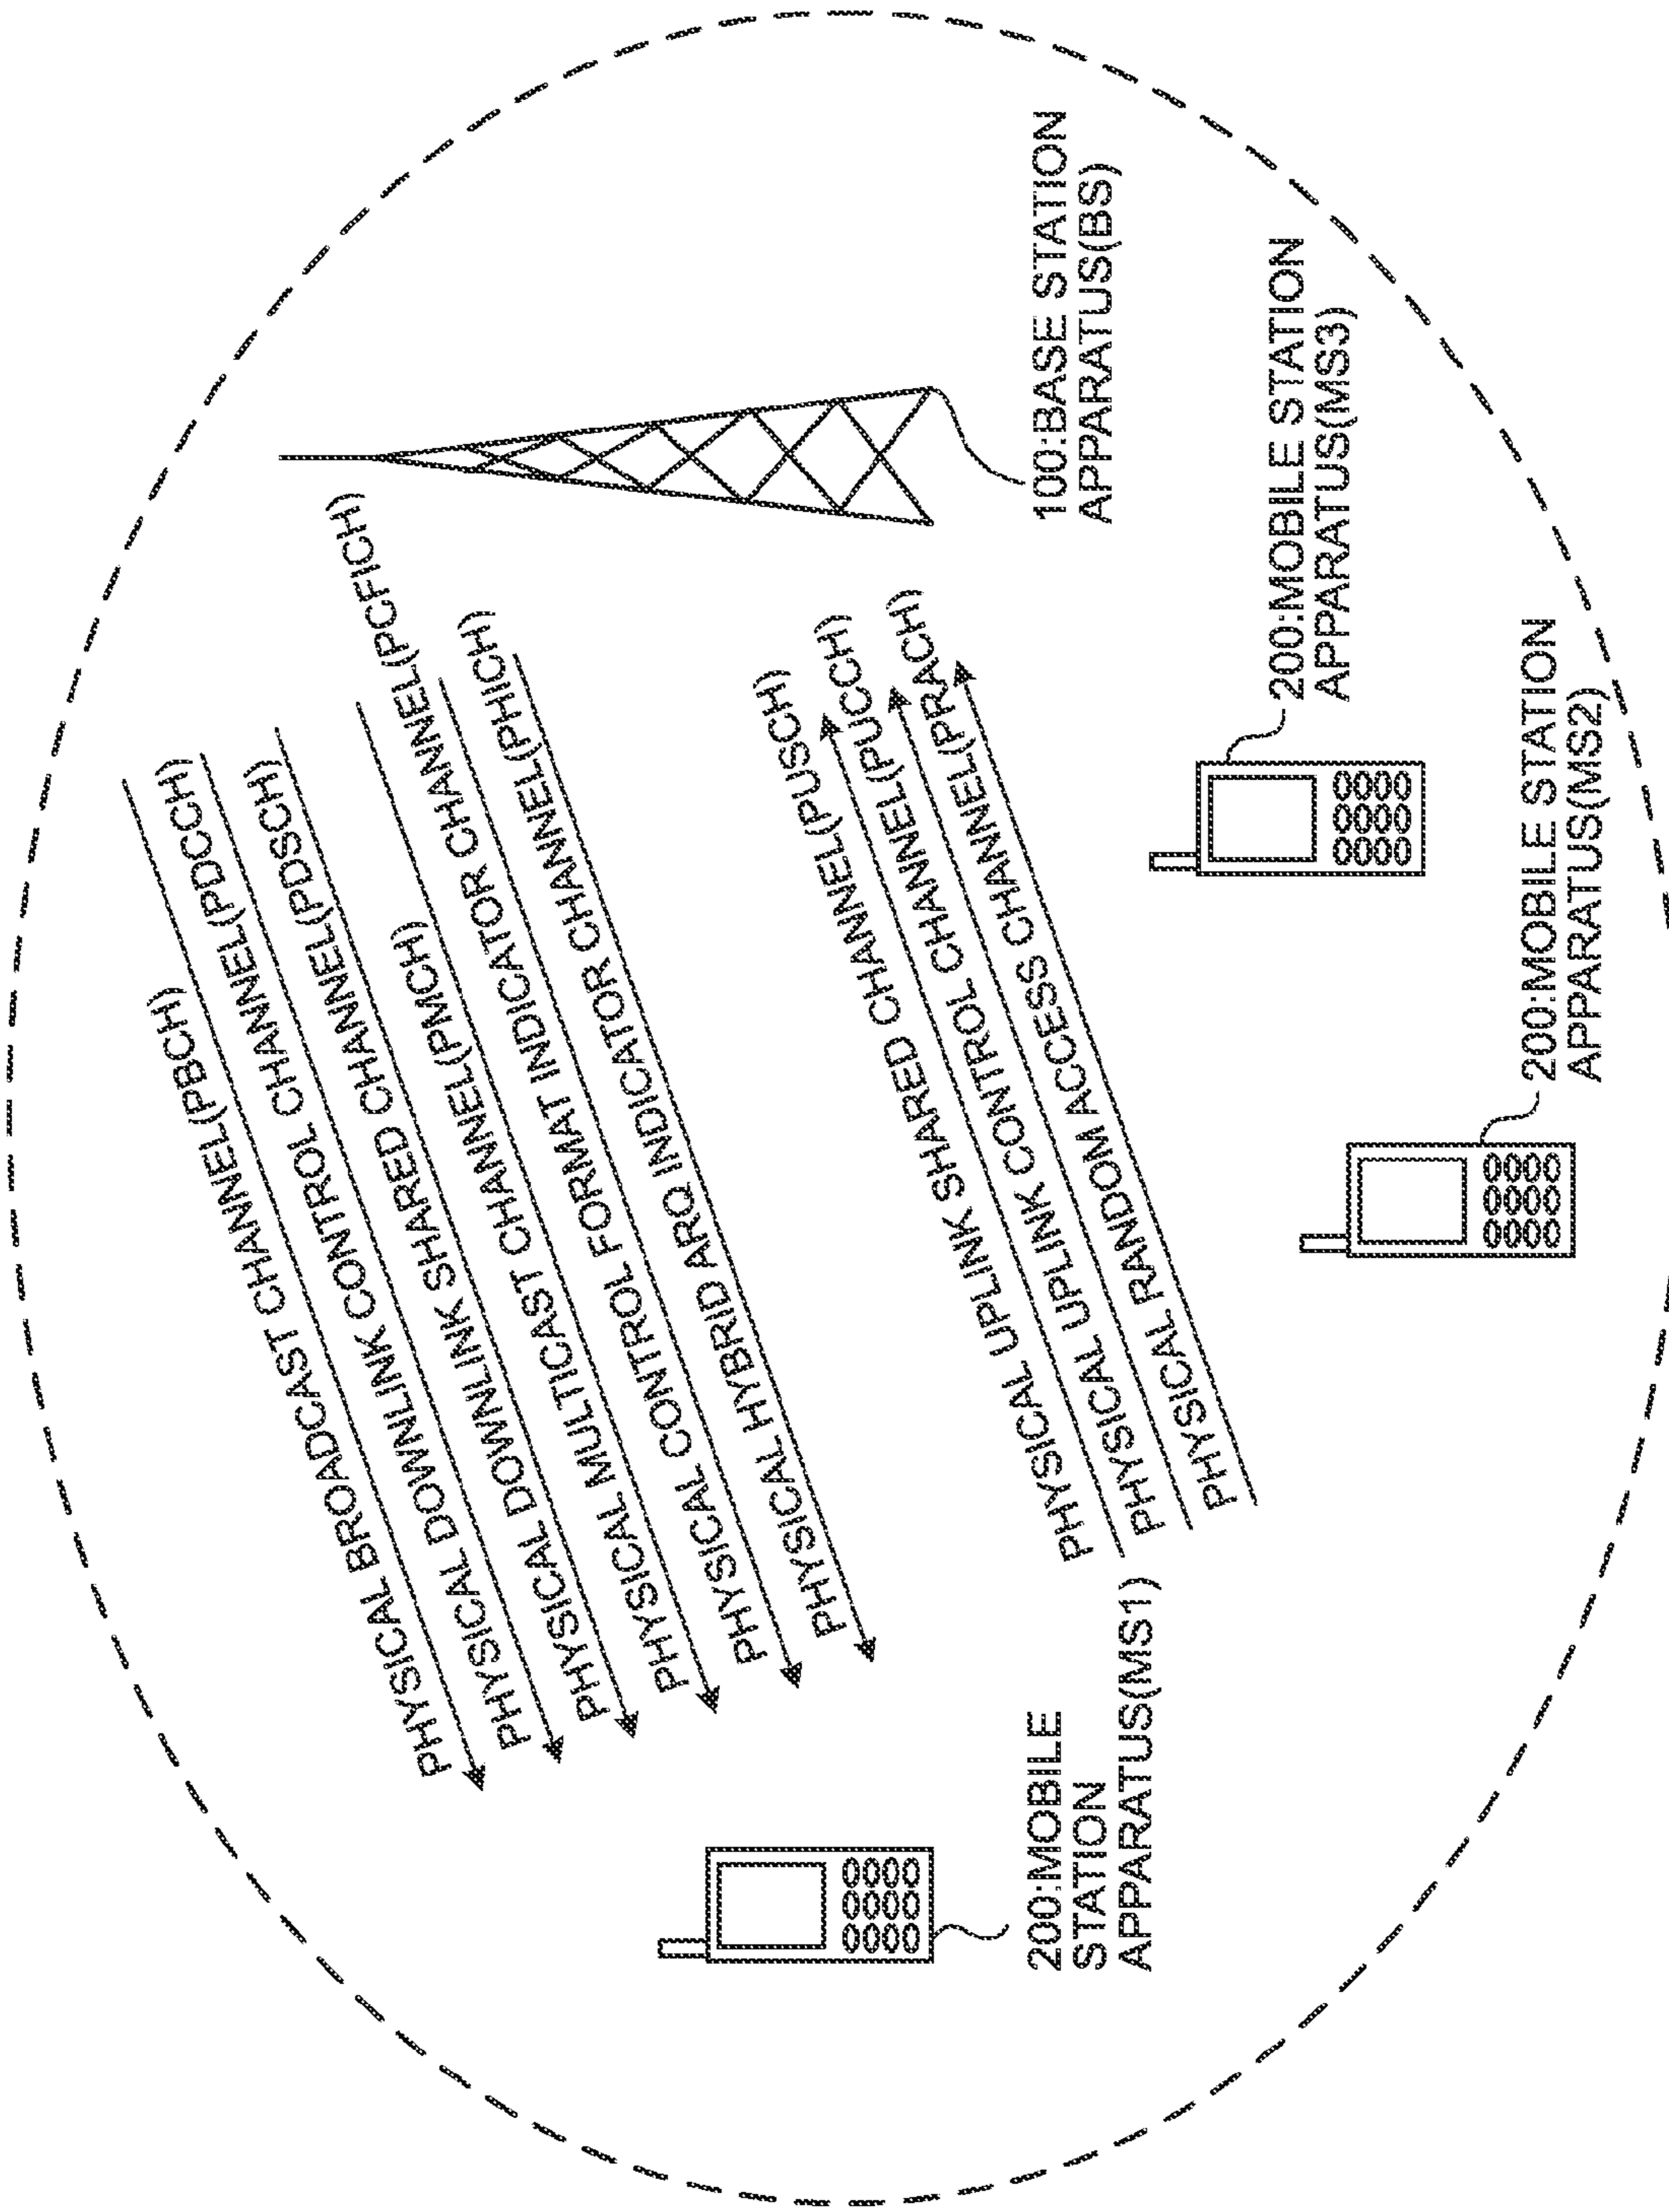 PHYSICAL BROADCAST CHANNEL(PBCH)
PHYSICAL DOWNLINK CONTROL CHANNEL(PDCCH)
PHYSICAL DOWNLINK SHARED CHANNEL(PDSCH)
PHYSICAL MULTICAST CHANNEL(PMCH)
PHYSICAL CONTROL FORMAT INDICATOR CHANNEL(PCFICH)
PHYSICAL HYBRID ARQ INDICATOR CHANNEL(PHICH)
PHYSICAL UPLINK SHARED CHANNEL(PUSCH)
PHYSICAL UPLINK CONTROL CHANNEL(PUCCH)
PHYSICAL RANDOM ACCESS CHANNEL(PRACH)
200:MOBILE
STATION
APPARATUS(MS1)
100:BASE STATION
APPARATUS(BS)
200:MOBILE STATION
APPARATUS(MS3)
200:MOBILE STATION
APPARATUS(MS2)